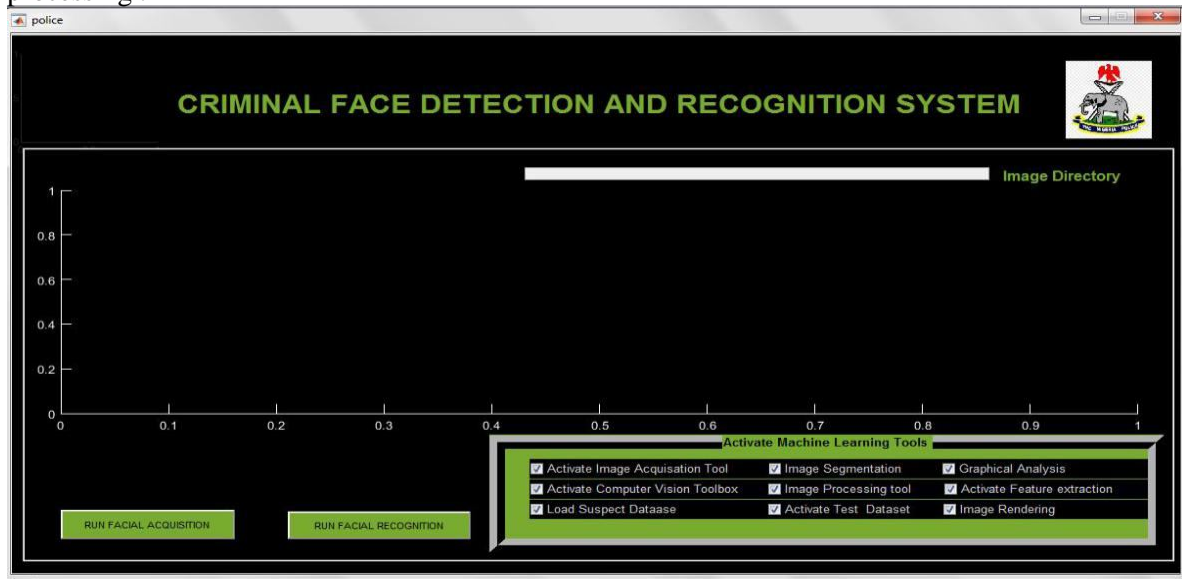 police
CRIMINAL FACE DETECTION AND RECOGNITION SYSTEM
Image Directory
1
0.8
0.6
0.4
0.2
0
0 0.1 0.2 0.3 0.4 0.5 0.6 0.7 0.8 0.9 1
Activate Machine Learning Tools
Activate Image Acquisation Tool Image Segmentation Graphical Analysis
Activate Computer Vision Toolbox Image Processing tool Activate Feature extraction
Load Suspect Dataase Activate Test Dataset Image Rendering
RUN FACIAL ACQUISITION RUN FACIAL RECOGNITION